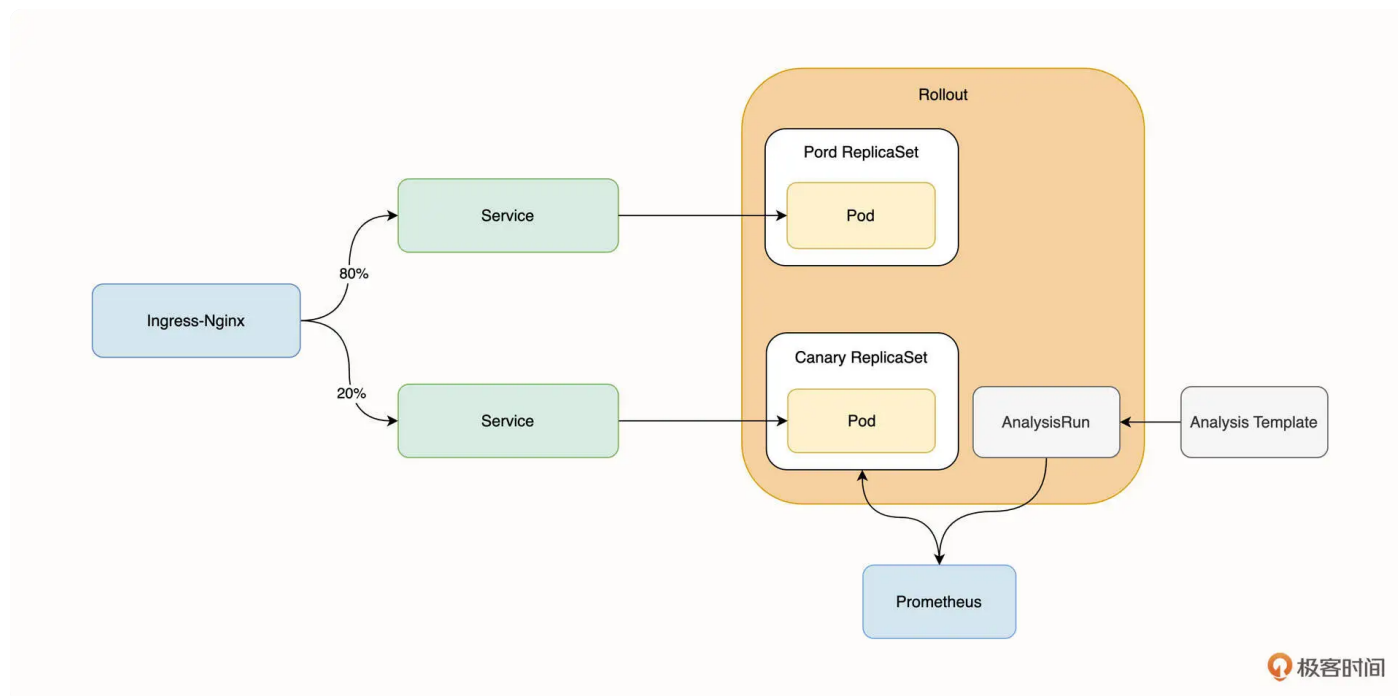 Rollout
Pord ReplicaSet
Pod
Service
80%
Ingress-Nginx
20%
Service
Canary ReplicaSet
Pod
AnalysisRun
Analysis Template
Prometheus
极客时间